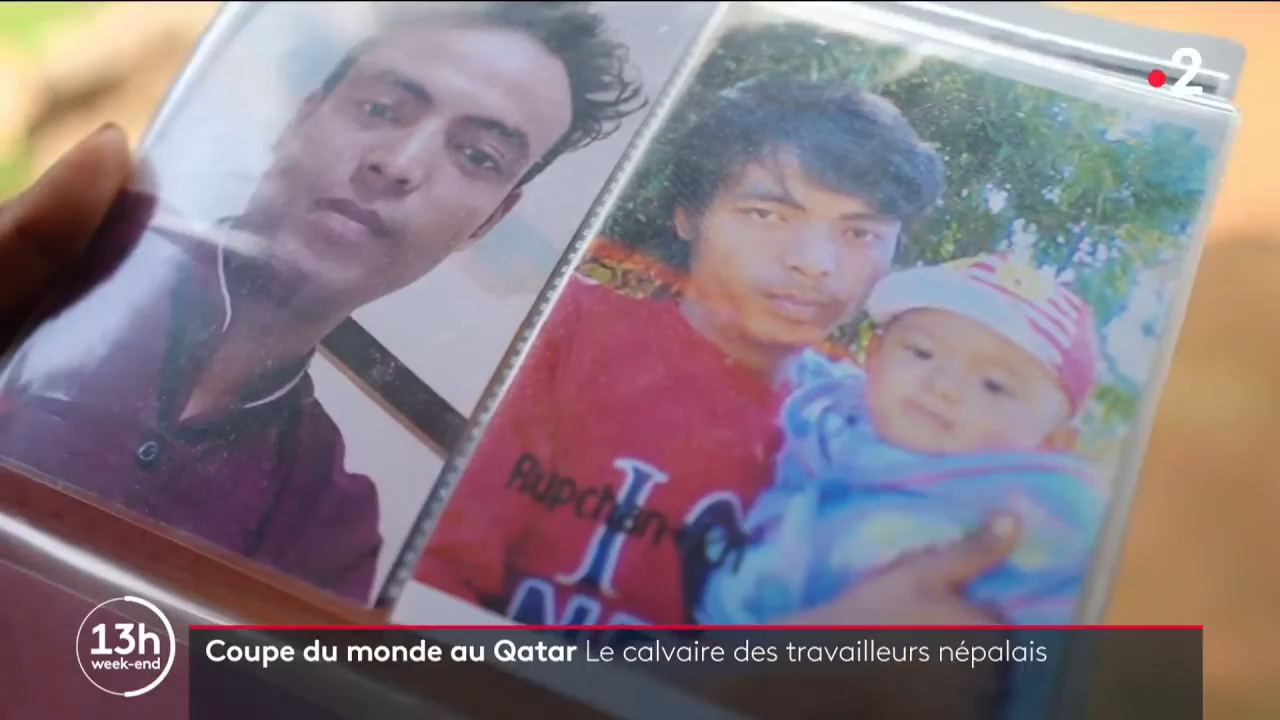 2
Rupchan
I
13h
week-end
Coupe du monde au Qatar Le calvaire des travailleurs népalais